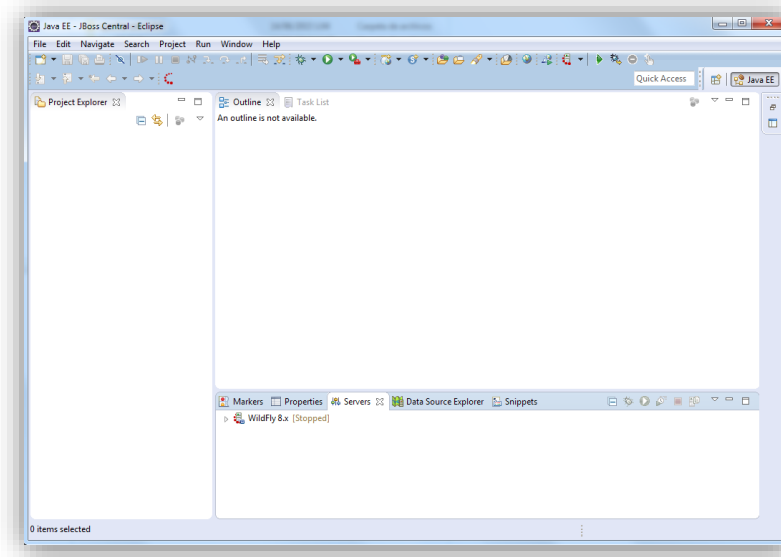 Java EE - JBoss Central - Eclipse
File Edit Navigate Search Project Run Window Help
Quick Access Java EE
Project Explorer
Outline Task List
An outline is not available.
Markers Properties Servers Data Source Explorer Snippets
WildFly 8.x [Stopped]
0 items selected